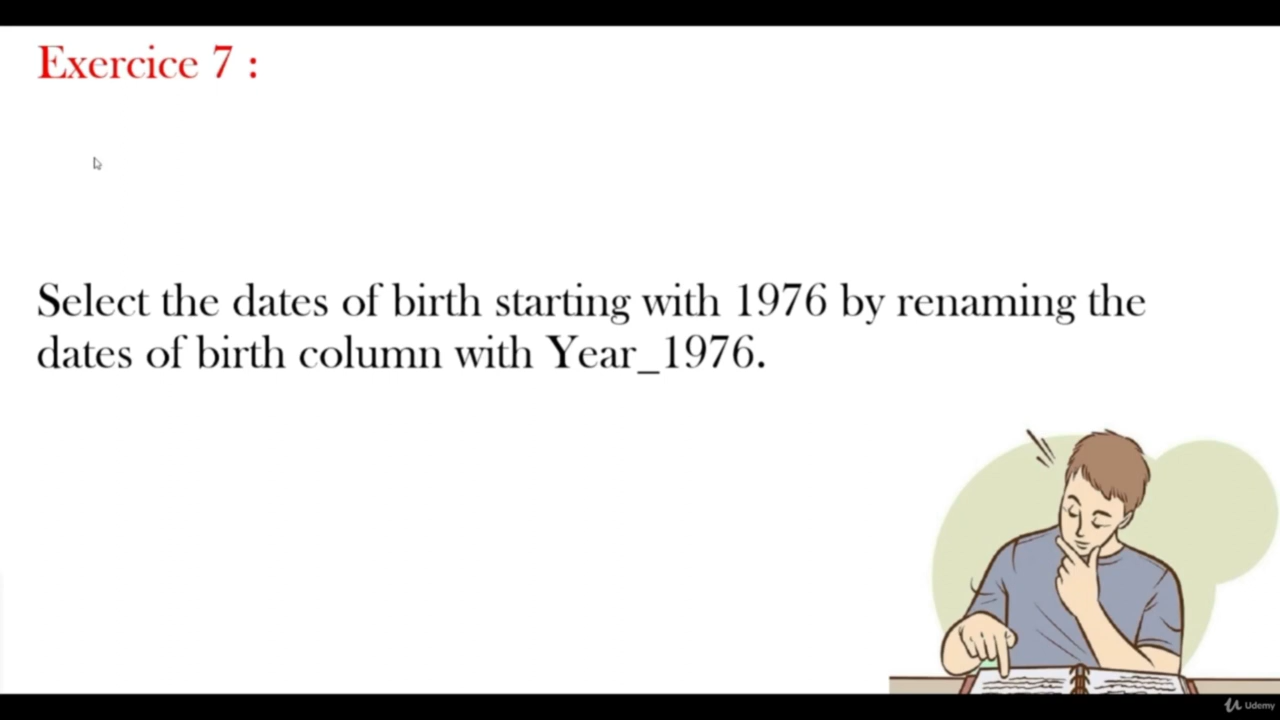 Exercice 7 :
Select the dates of birth starting with 1976 by renaming the
dates of birth column with Year_1976.
Udemy